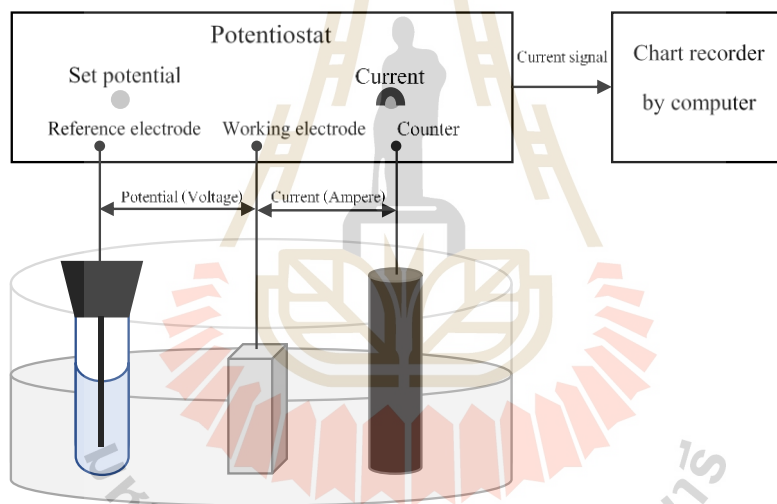 Potentiostat
Set potential
Current
Reference electrode
Working electrode
Counter
Potential (Voltage)
Current (Ampere)
Current signal
Chart recorder
by computer